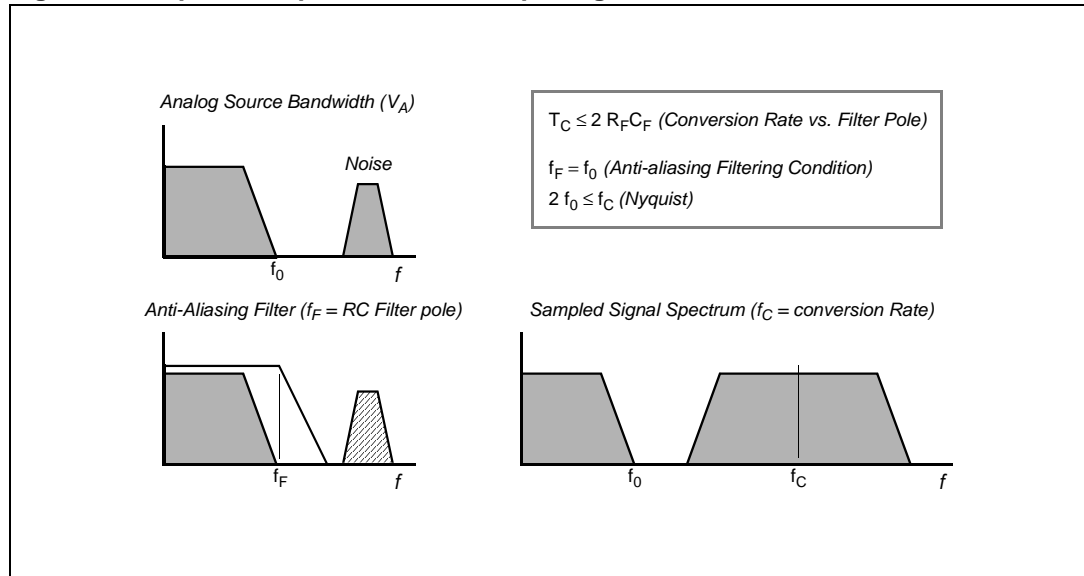 Analog Source Bandwidth (V_A)
Noise
f_0
f
T_C ≤ 2 R_FC_F (Conversion Rate vs. Filter Pole)
f_F = f_0 (Anti-aliasing Filtering Condition)
2 f_0 ≤ f_C (Nyquist)
Anti-Aliasing Filter (f_F = RC Filter pole)
f_F
f
Sampled Signal Spectrum (f_C = conversion Rate)
f_0
f_C
f